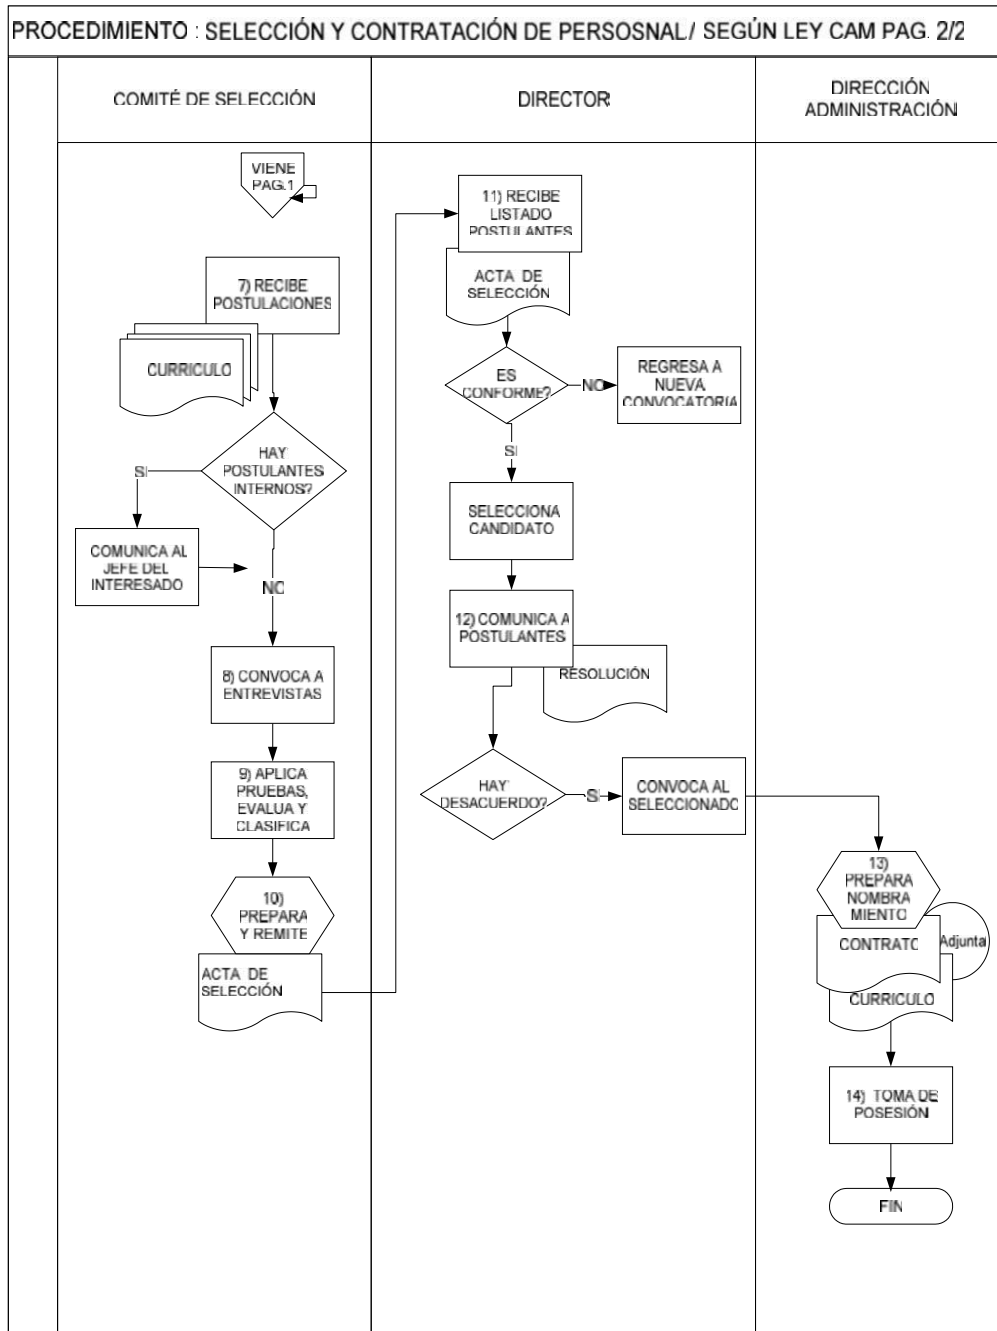 PROCEDIMIENTO : SELECCIÓN Y CONTRATACIÓN DE PERSOSNAL/ SEGÚN LEY CAM PAG. 2/2
COMITÉ DE SELECCIÓN
DIRECTOR
DIRECCIÓN
ADMINISTRACIÓN
VIENE
PAG.1
7) RECIBE
POSTULACIONES
CURRICULO
HAY
POSTULANTES
INTERNOS?
SI
COMUNICA AL
JEFE DEL
INTERESADO
NO
8) CONVOCA A
ENTREVISTAS
9) APLICA
PRUEBAS,
EVALUA Y
CLASIFICA
10)
PREPARA
Y REMITE
ACTA DE
SELECCIÓN
11) RECIBE
LISTADO
POSTULANTES
ACTA DE
SELECCIÓN
ES
CONFORME?
NO
REGRESA A
NUEVA
CONVOCATORIA
SI
SELECCIONA
CANDIDATO
12) COMUNICA A
POSTULANTES
RESOLUCIÓN
HAY
DESACUERDO?
SI
CONVOCA AL
SELECCIONADO
13)
PREPARA
NOMBRA
MIENTO
CONTRATO
Adjunta
CURRICULO
14) TOMA DE
POSESIÓN
FIN